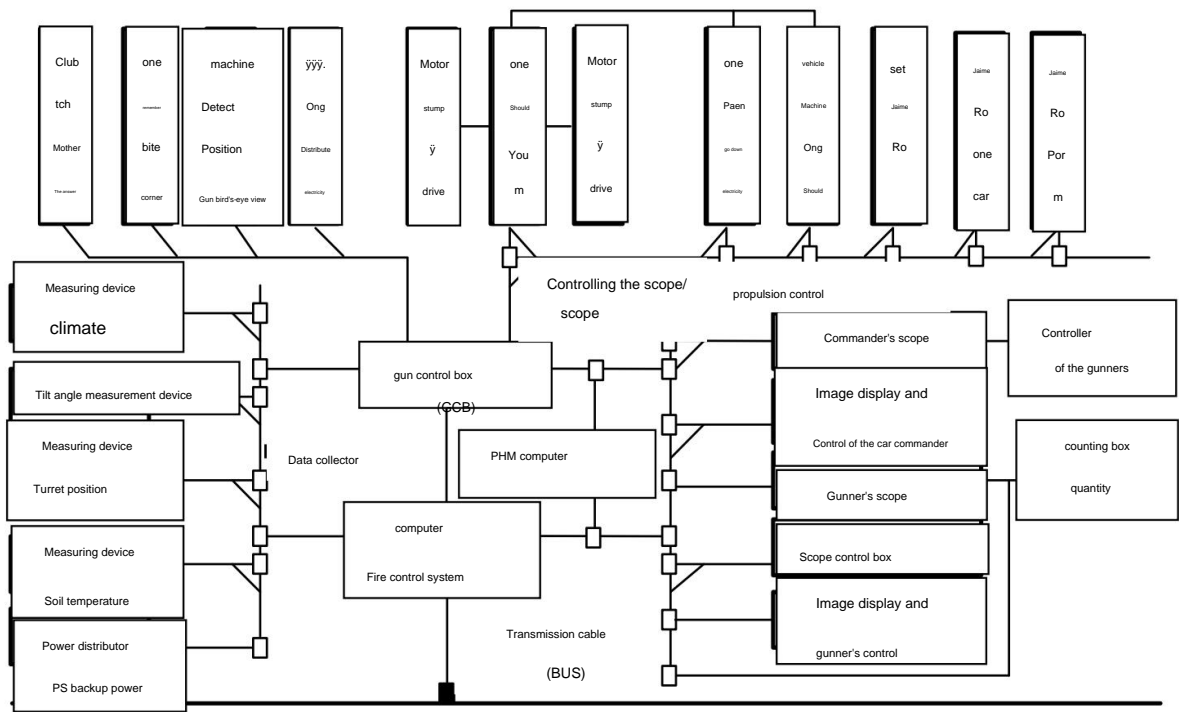 Club
tch
Mother
The answer
one
remember
bite
corner
machine
Detect
Position
Gun bird's-eye view
ÿÿÿ.
Ong
Distribute
electricity
Motor
stump
ÿ
drive
one
Should
You
m
Motor
stump
ÿ
drive
one
Paen
go down
electricity
vehicle
Machine
Ong
Should
set
Jaime
Ro
Jaime
Ro
one
car
Jaime
Ro
Por
m
Controlling the scope/
scope
propulsion control
Measuring device
climate
Tilt angle measurement device
Measuring device
Turret position
Measuring device
Soil temperature
Power distributor
PS backup power
Data collector
gun control box
(GCB)
PHM computer
computer
Fire control system
Transmission cable
(BUS)
Commander's scope
Image display and
Control of the car commander
Gunner's scope
Scope control box
Image display and
gunner's control
Controller
of the gunners
counting box
quantity